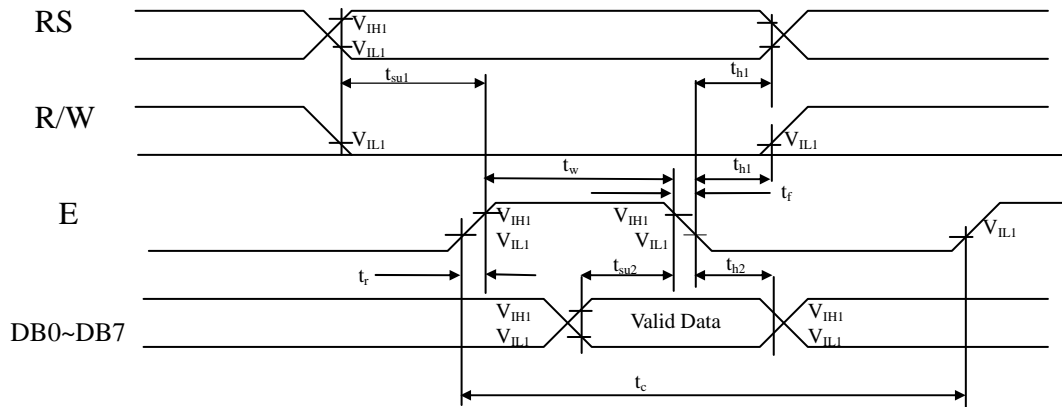 RS
V_IH1
V_IL1
t_su1
t_h1
R/W
V_IL1
V_IL1
t_w
t_h1
t_f
E
V_IH1
V_IH1
V_IL1
V_IL1
V_IL1
t_r
t_su2
t_h2
DB0~DB7
V_IH1
V_IL1
Valid Data
V_IH1
V_IL1
t_c